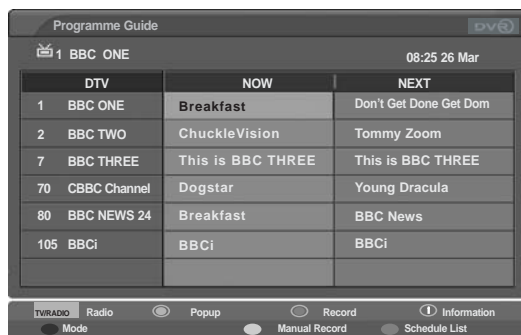 Programme Guide DVR
1 BBC ONE 08:25 26 Mar
DTV NOW NEXT
1 BBC ONE Breakfast Don't Get Done Get Dom
2 BBC TWO ChuckleVision Tommy Zoom
7 BBC THREE This is BBC THREE This is BBC THREE
70 CBBC Channel Dogstar Young Dracula
80 BBC NEWS 24 Breakfast BBC News
105 BBCi BBCi BBCi
TV/RADIO Radio Popup Record Information
Mode Manual Record Schedule List